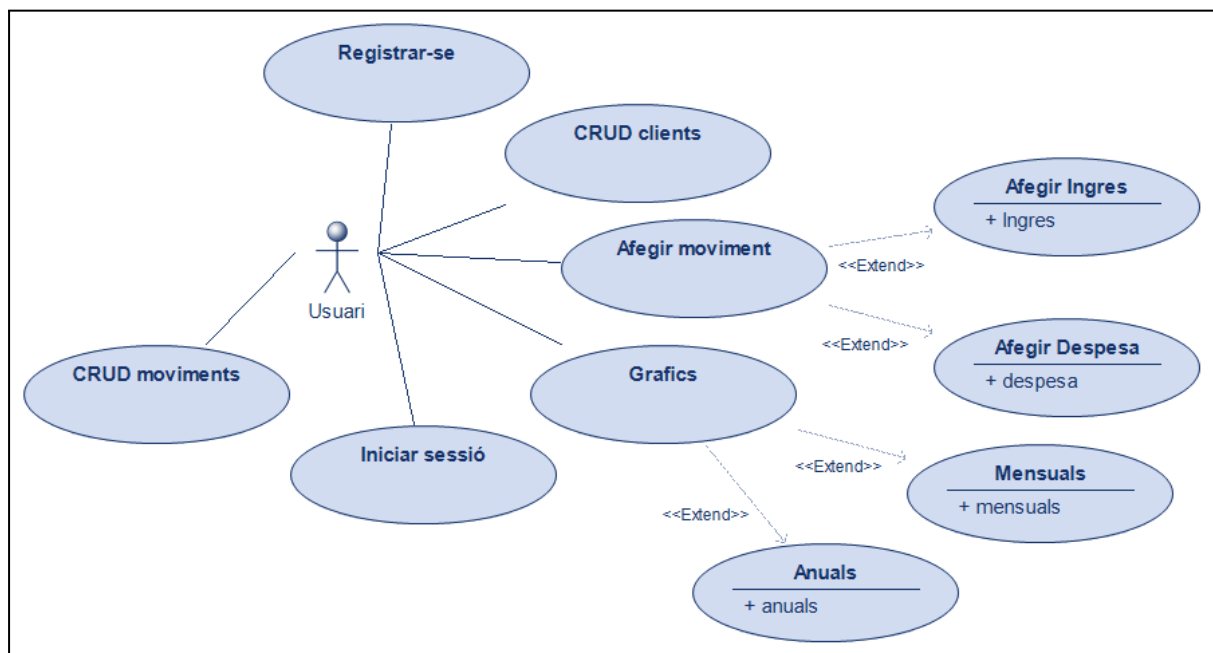 Registrar-se
CRUD clients
Afegir Ingres
+ Ingres
Afegir moviment
<<Extend>>
Usuari
<<Extend>>
Afegir Despesa
+ despesa
CRUD moviments
Grafics
Iniciar sessió
<<Extend>>
Mensuals
+ mensuals
<<Extend>>
Anuals
+ anuals